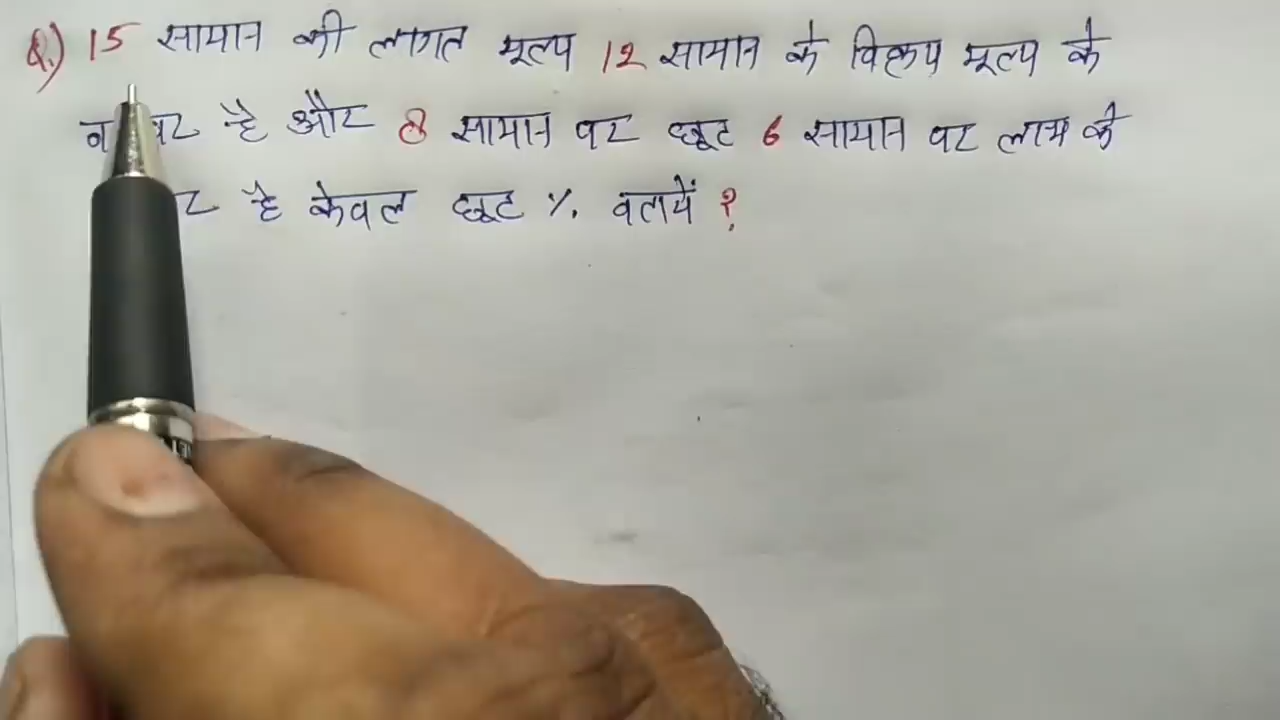 Q.) 15 सामान की लागत मूल्य 12 सामान के विक्रय मूल्य के
है और 8 सामान पर छूट 6 सामान पर लाभ के
है केवल छूट %. बतायें ?